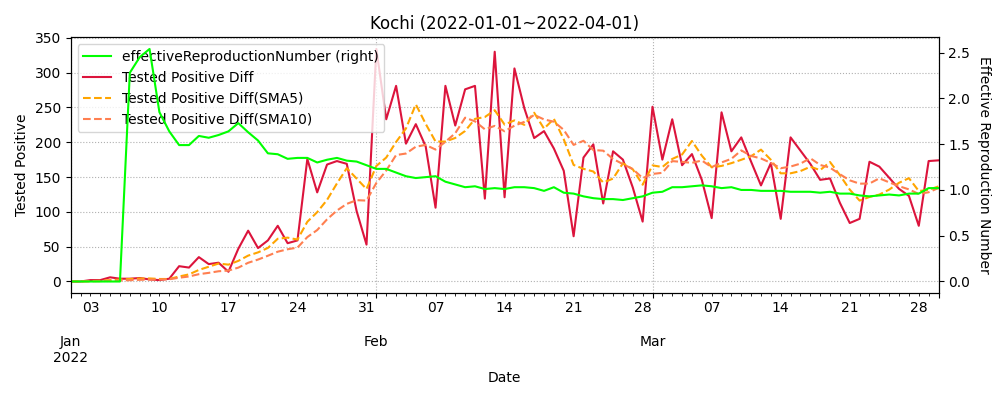 Kochi (2022-01-01~2022-04-01)
effectiveReproductionNumber (right)
Tested Positive Diff
Tested Positive Diff(SMA5)
Tested Positive Diff(SMA10)
Tested Positive
350
300
250
200
150
100
50
0
2.5
2.0
1.5
1.0
0.5
0.0
Effective Reproduction Number
03 10 17 24 31 07 14 21 28 07 14 21 28
Jan Feb Mar
2022
Date